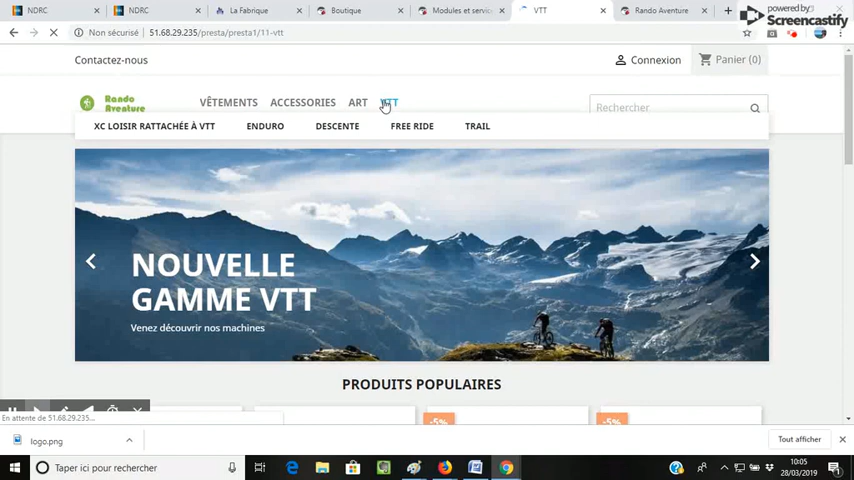 NDRC
NDRC
La Fabrique
Boutique
Modules et servic
VTT
Rando Aventure
powered by
Screencastify
Non sécurisé
51.68.29.235/presta/presta1/11-vtt
Contactez-nous
Connexion
Panier (0)
Rando
Aventure
VÊTEMENTS
ACCESSORIES
ART
VTT
Rechercher
XC LOISIR RATTACHÉE À VTT
ENDURO
DESCENTE
FREE RIDE
TRAIL
NOUVELLE
GAMME VTT
Venez découvrir nos machines
PRODUITS POPULAIRES
-5%
-5%
En attente de 51.68.29.235...
logo.png
Tout afficher
Taper ici pour rechercher
10:05
28/03/2019